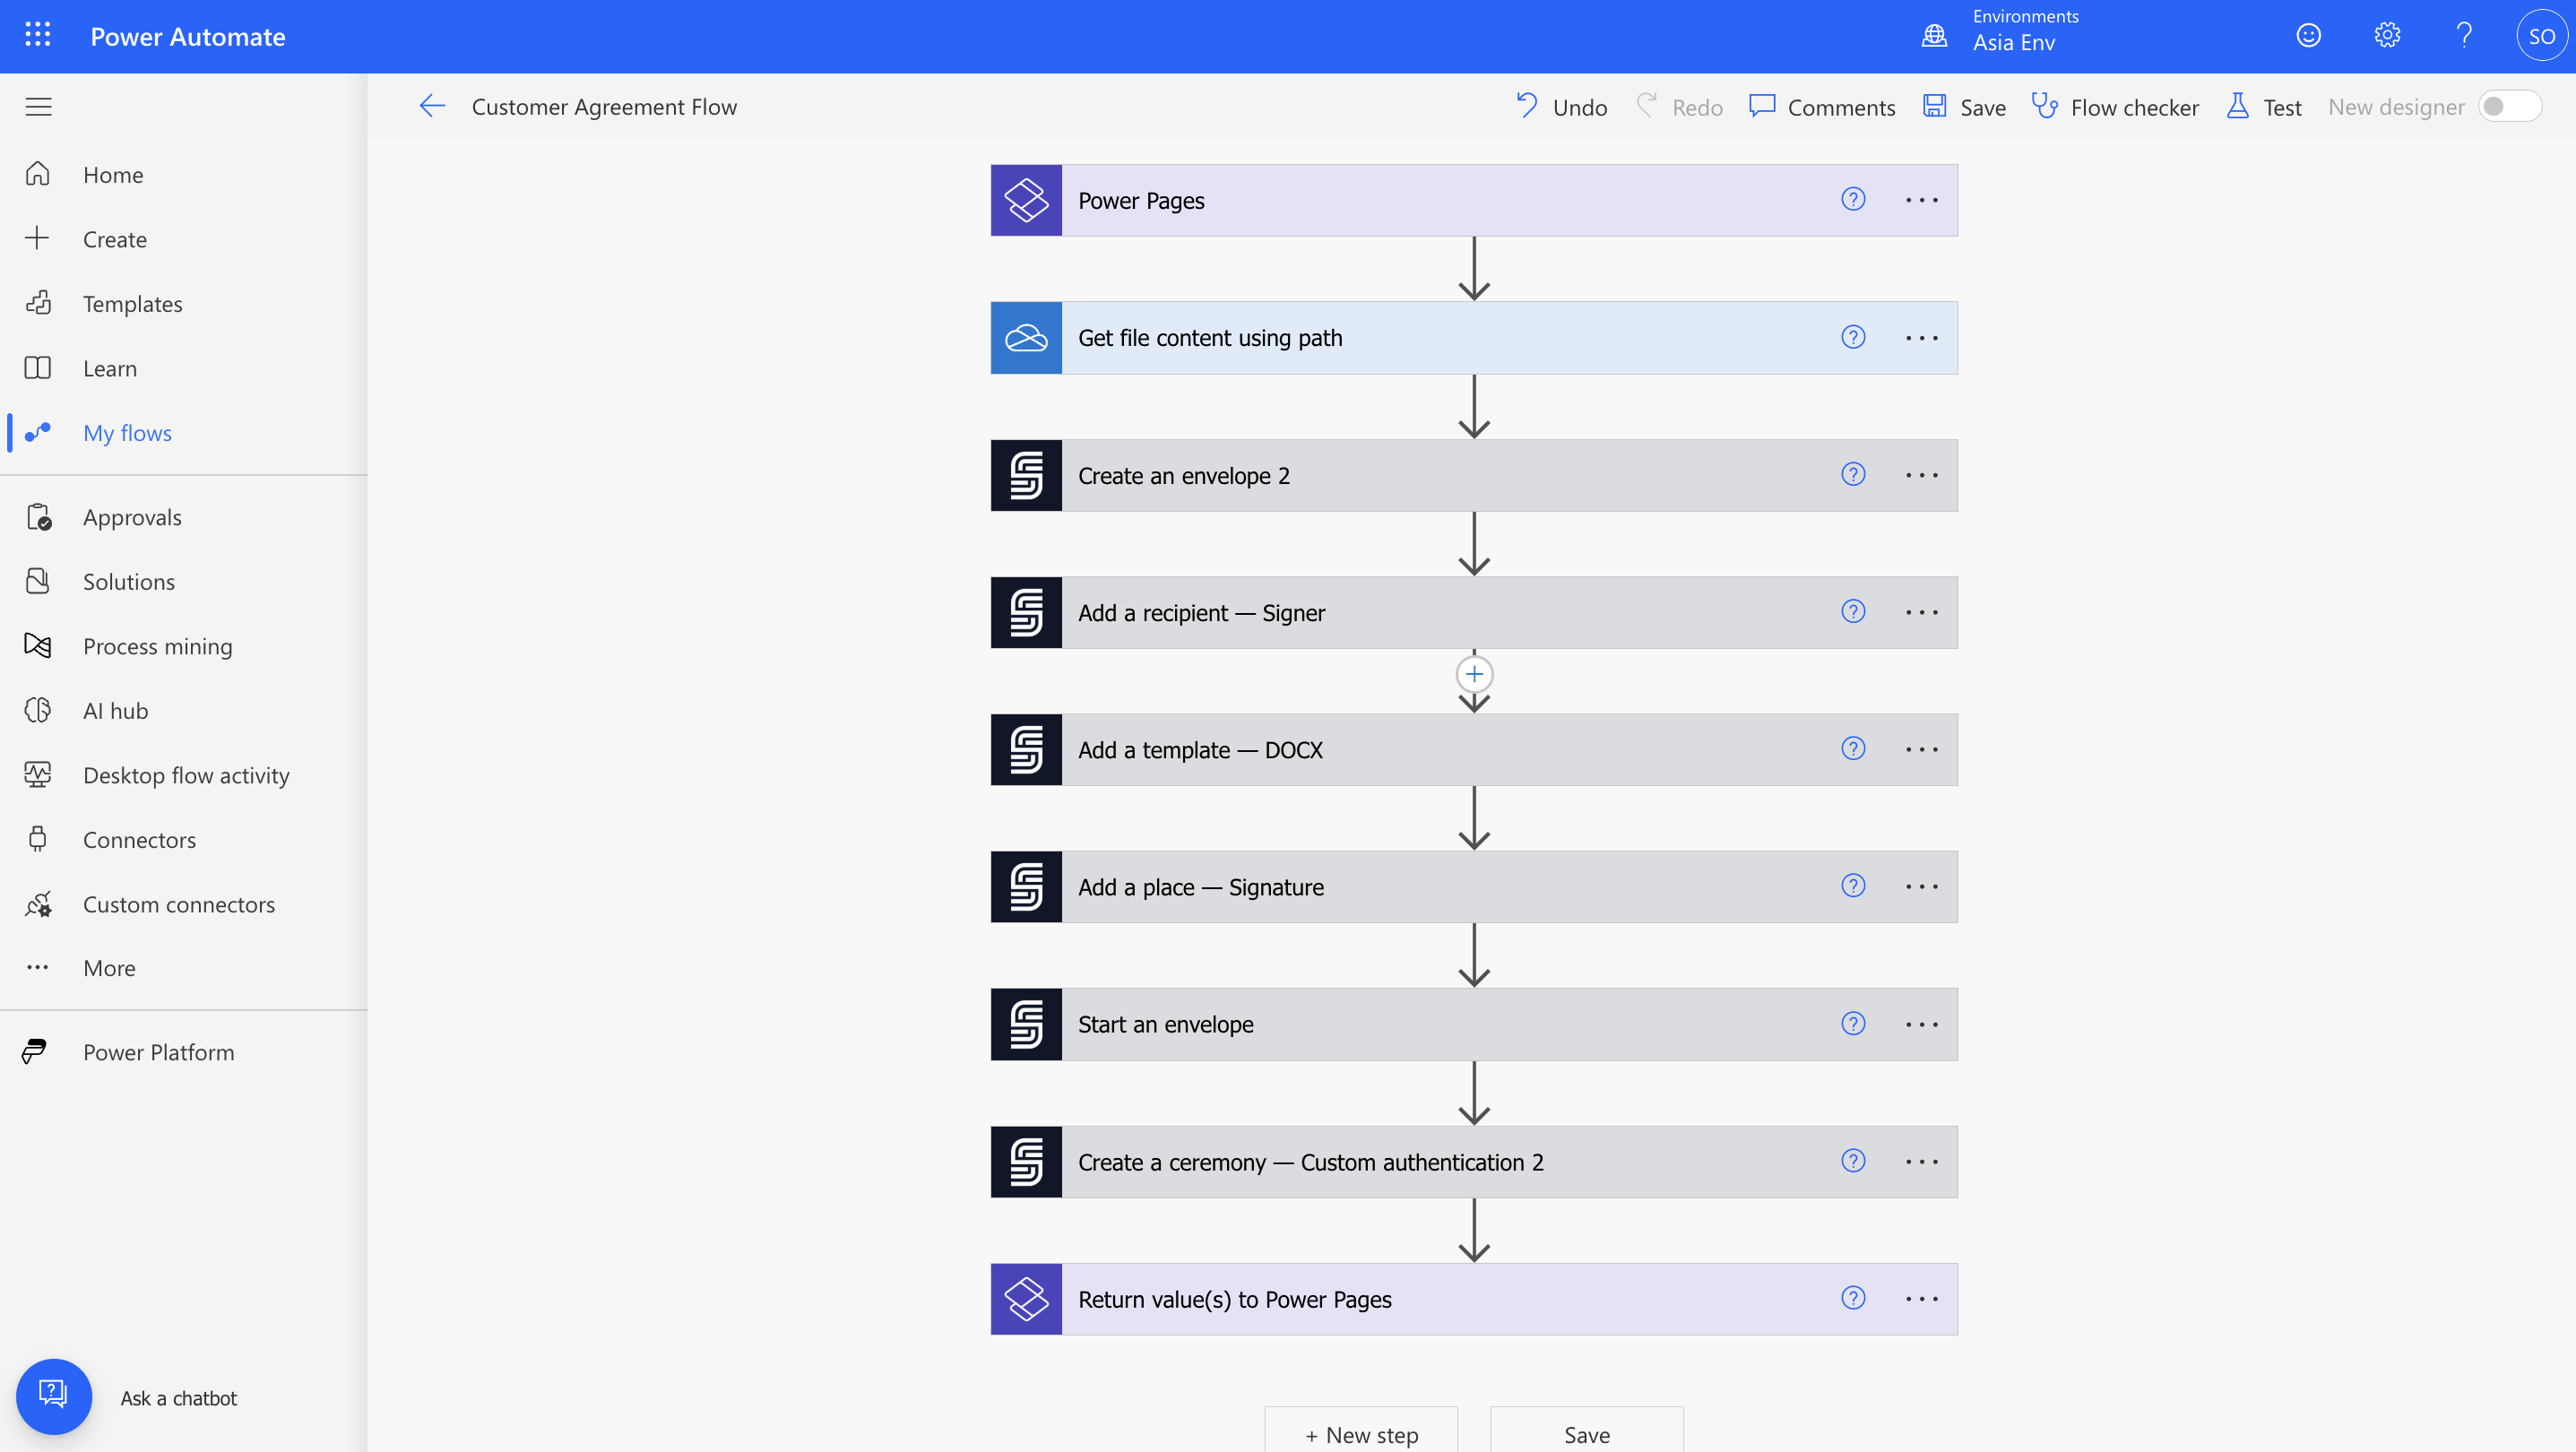 Power Automate
Environments
Asia Env
SO
Customer Agreement Flow
Undo
Redo
Comments
Save
Flow checker
Test
New designer
Home
Create
Templates
Learn
My flows
Approvals
Solutions
Process mining
AI hub
Desktop flow activity
Connectors
Custom connectors
More
Power Platform
Ask a chatbot
Power Pages
Get file content using path
Create an envelope 2
Add a recipient — Signer
Add a template — DOCX
Add a place — Signature
Start an envelope
Create a ceremony — Custom authentication 2
Return value(s) to Power Pages
+ New step
Save